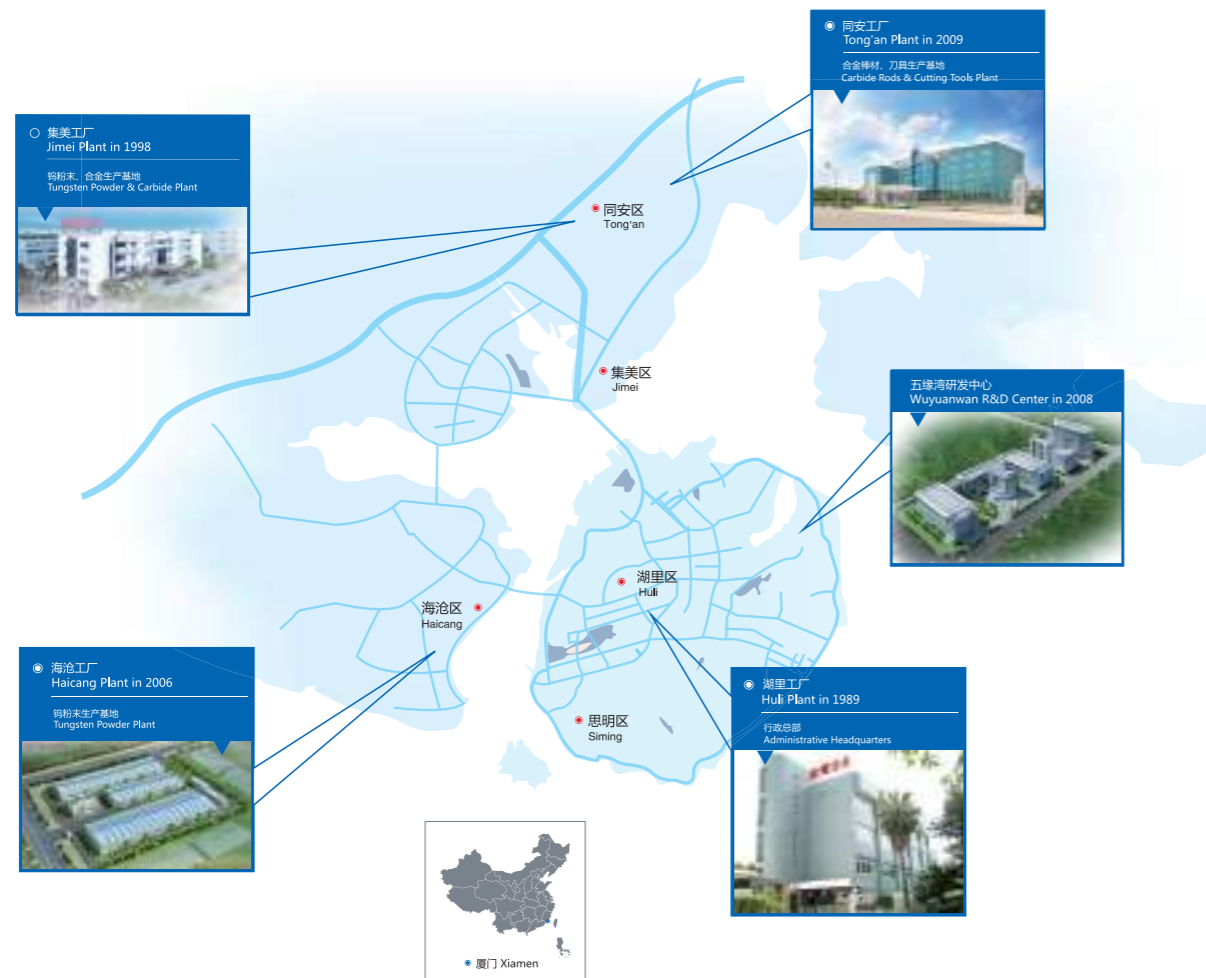 同安工厂
Tong'an Plant in 2009
合金棒材、刀具生产基地
Carbide Rods & Cutting Tools Plant
集美工厂
Jimei Plant in 1998
钨粉末、合金生产基地
Tungsten Powder & Carbide Plant
同安区
Tong'an
集美区
Jimei
五缘湾研发中心
Wuyuanwan R&D Center in 2008
湖里区
Huli
海沧区
Haicang
海沧工厂
Haicang Plant in 2006
钨粉末生产基地
Tungsten Powder Plant
湖里工厂
Huli Plant in 1989
行政总部
Administrative Headquarters
思明区
Siming
厦门 Xiamen